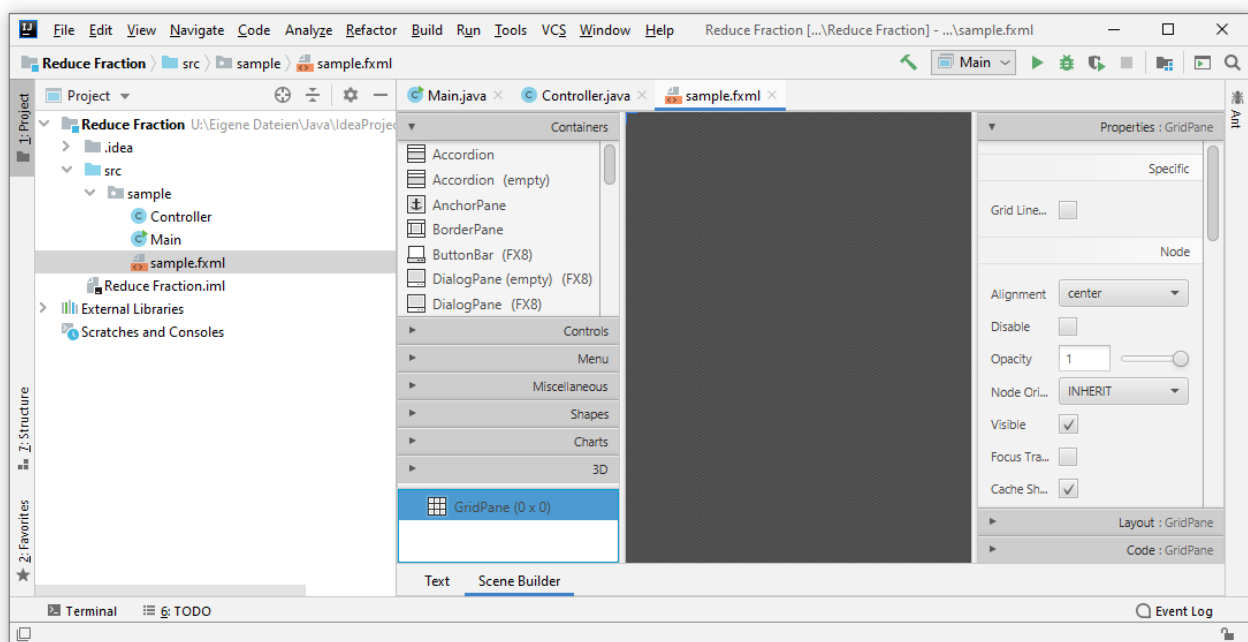 File Edit View Navigate Code Analyze Refactor Build Run Tools VCS Window Help Reduce Fraction [...\Reduce Fraction] - ...\sample.fxml
Reduce Fraction src sample sample.fxml Main
1: Project
Z: Structure
2: Favorites
Project
Reduce Fraction U:\Eigene Dateien\Java\IdeaProjec
.idea
src
sample
Controller
Main
sample.fxml
Reduce Fraction.iml
External Libraries
Scratches and Consoles
Main.java Controller.java sample.fxml
Containers
Accordion
Accordion (empty)
AnchorPane
BorderPane
ButtonBar (FX8)
DialogPane (empty) (FX8)
DialogPane (FX8)
Controls
Menu
Miscellaneous
Shapes
Charts
3D
GridPane (0 x 0)
Text Scene Builder
Properties : GridPane
Specific
Grid Line...
Node
Alignment center
Disable
Opacity 1
Node Ori... INHERIT
Visible
Focus Tra...
Cache Sh...
Layout : GridPane
Code : GridPane
Ant
Terminal 6: TODO Event Log